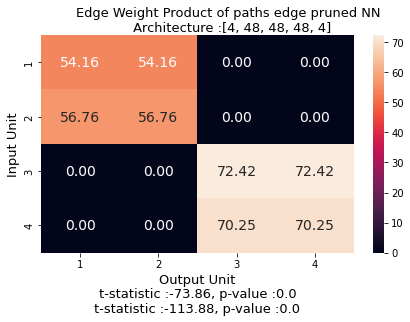 Edge Weight Product of paths edge pruned NN
Architecture :[4, 48, 48, 48, 4]
Input Unit
1 54.16 54.16 0.00 0.00
2 56.76 56.76 0.00 0.00
3 0.00 0.00 72.42 72.42
4 0.00 0.00 70.25 70.25
1 2 3 4
Output Unit
t-statistic :-73.86, p-value :0.0
t-statistic :-113.88, p-value :0.0
70
60
50
40
30
20
10
0